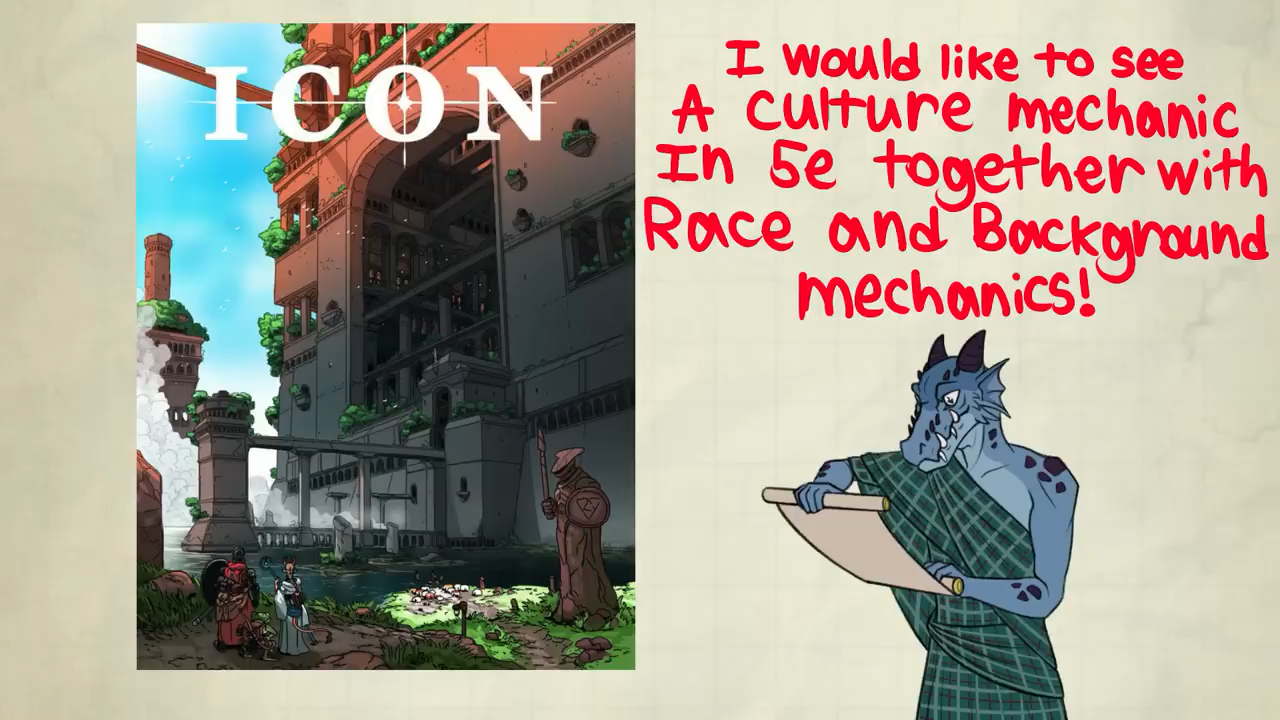 ICON
I would like to see
A culture mechanic
In 5e together with
Race and Background
mechanics!